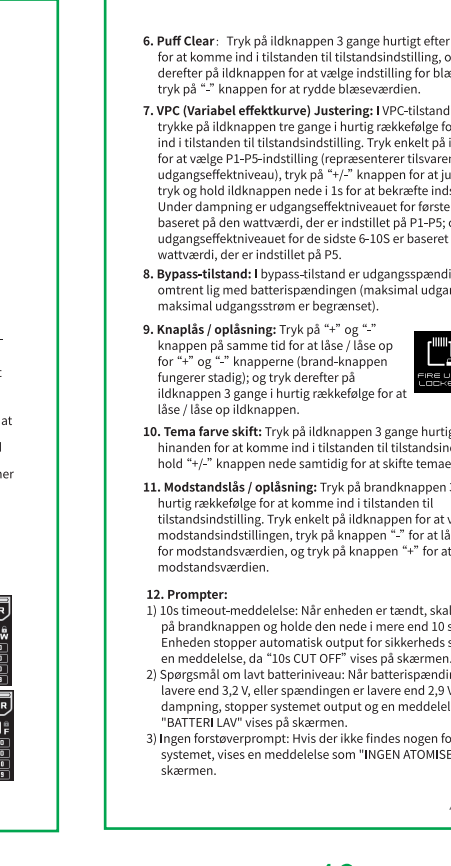 6. Puff Clear： Tryk på ildknappen 3 gange hurtigt efter
for at komme ind i tilstanden til tilstandsindstilling, o
derefter på ildknappen for at vælge indstilling for blæ
tryk på “-” knappen for at rydde blæseværdien.
7. VPC (Variabel effektkurve) Justering: I VPC-tilstand
trykke på ildknappen tre gange i hurtig rækkefølge fo
ind i tilstanden til tilstandsindstilling. Tryk enkelt på i
for at vælge P1-P5-indstilling (repræsenterer tilsvaren
udgangseffektniveau), tryk på “+/-” knappen for at ju
tryk og hold ildknappen nede i 1s for at bekræfte inds
Under dampning er udgangseffektniveauet for første
baseret på den wattværdi, der er indstillet på P1-P5; o
udgangseffektniveauet for de sidste 6-10S er baseret
wattværdi, der er indstillet på P5.
8. Bypass-tilstand: I bypass-tilstand er udgangsspændi
omtrent lig med batterispændingen (maksimal udgan
maksimal udgangsstrøm er begrænset).
9. Knaplås / oplåsning: Tryk på “+” og “-”
knappen på samme tid for at låse / låse op
for “+” og “-” knapperne (brand-knappen
fungerer stadig); og tryk derefter på
ildknappen 3 gange i hurtig rækkefølge for at
låse / låse op ildknappen.
FIRE U
LOCKE
10. Tema farve skift: Tryk på ildknappen 3 gange hurtig
hinanden for at komme ind i tilstanden til tilstandsind
hold “+/-” knappen nede samtidig for at skifte temae
11. Modstandslås / oplåsning: Tryk på brandknappen 3
hurtig rækkefølge for at komme ind i tilstanden til
tilstandsindstilling. Tryk enkelt på ildknappen for at v
modstandsindstillingen, tryk på knappen “-” for at lå
for modstandsværdien, og tryk på knappen “+” for at
modstandsværdien.
12. Prompter:
1) 10s timeout-meddelelse: Når enheden er tændt, skal
på brandknappen og holde den nede i mere end 10 s
Enheden stopper automatisk output for sikkerheds s
en meddelelse, da “10s CUT OFF” vises på skærmen.
2) Spørgsmål om lavt batteriniveau: Når batterispændin
lavere end 3,2 V, eller spændingen er lavere end 2,9 V
dampning, stopper systemet output og en meddelel
"BATTERI LAV" vises på skærmen.
3) Ingen forstøverprompt: Hvis der ikke findes nogen fo
systemet, vises en meddelelse som "INGEN ATOMISE
skærmen.
at
ner
R
W
R
F